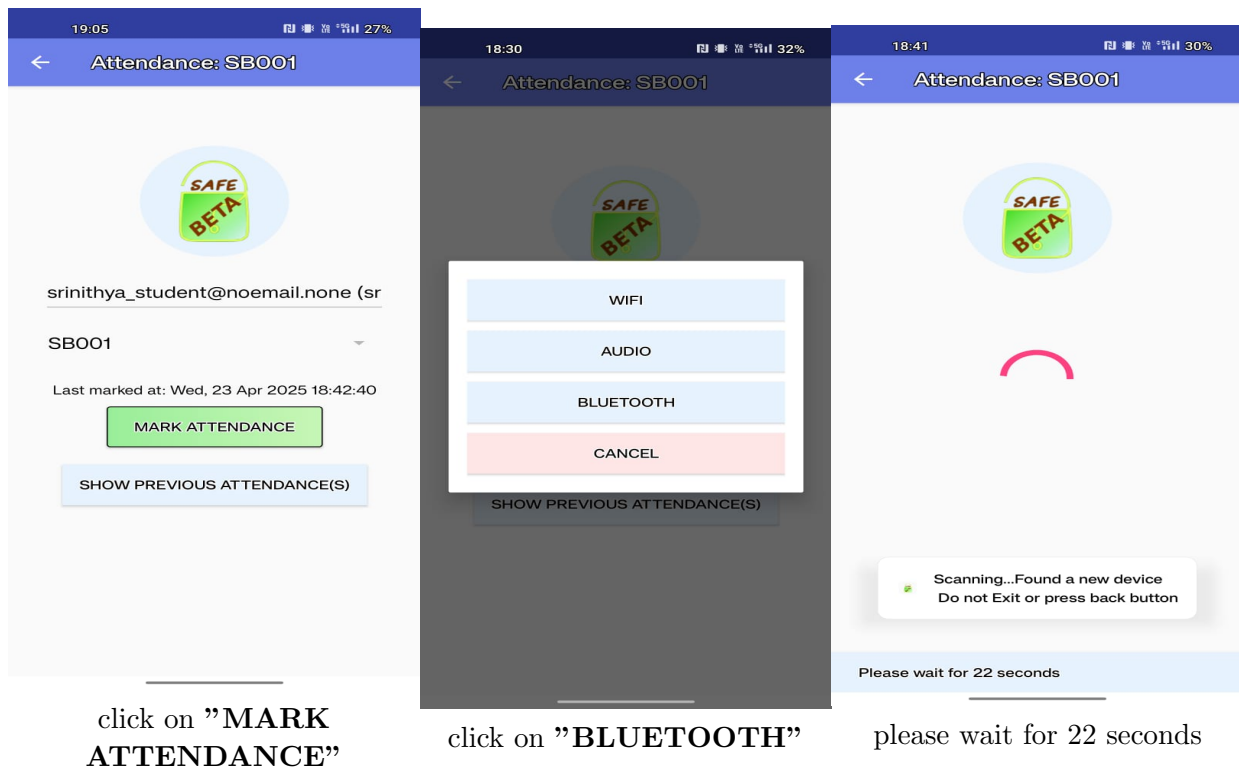 19:05
27%
Attendance: SB001
SAFE
BETA
srinithya_student@noemail.none (sr
SB001
Last marked at: Wed, 23 Apr 2025 18:42:40
MARK ATTENDANCE
SHOW PREVIOUS ATTENDANCE(S)
click on "MARK
ATTENDANCE"
18:30
32%
Attendance: SB001
SAFE
BETA
WIFI
AUDIO
BLUETOOTH
CANCEL
SHOW PREVIOUS ATTENDANCE(S)
click on "BLUETOOTH"
18:41
30%
Attendance: SB001
SAFE
BETA
Scanning...Found a new device
Do not Exit or press back button
Please wait for 22 seconds
please wait for 22 seconds